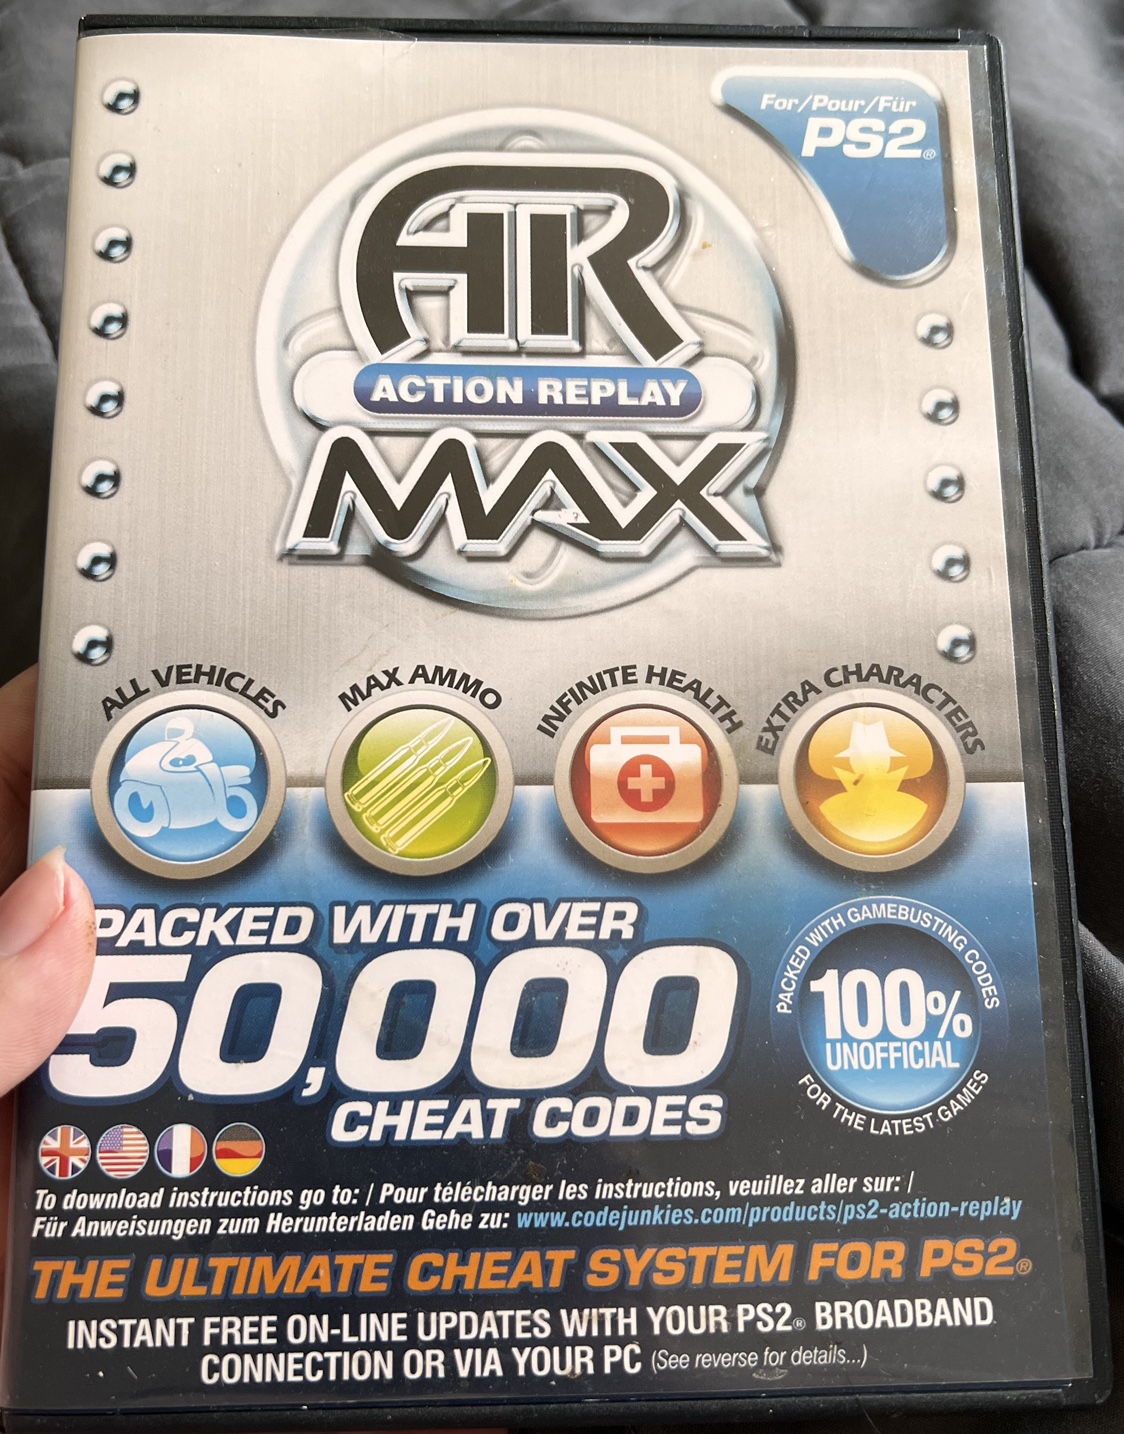 For/Pour/Für
PS2®
AR
ACTION REPLAY
MAX
ALL VEHICLES
MAX AMMO
INFINITE HEALTH
EXTRA CHARACTERS
PACKED WITH OVER
50,000
CHEAT CODES
PACKED WITH GAMEBUSTING CODES
100%
UNOFFICIAL
FOR THE LATEST GAMES
To download instructions go to: / Pour télécharger les instructions, veuillez aller sur: /
Für Anweisungen zum Herunterladen Gehe zu: www.codejunkies.com/products/ps2-action-replay
THE ULTIMATE CHEAT SYSTEM FOR PS2®
INSTANT FREE ON-LINE UPDATES WITH YOUR PS2® BROADBAND
CONNECTION OR VIA YOUR PC (See reverse for details...)